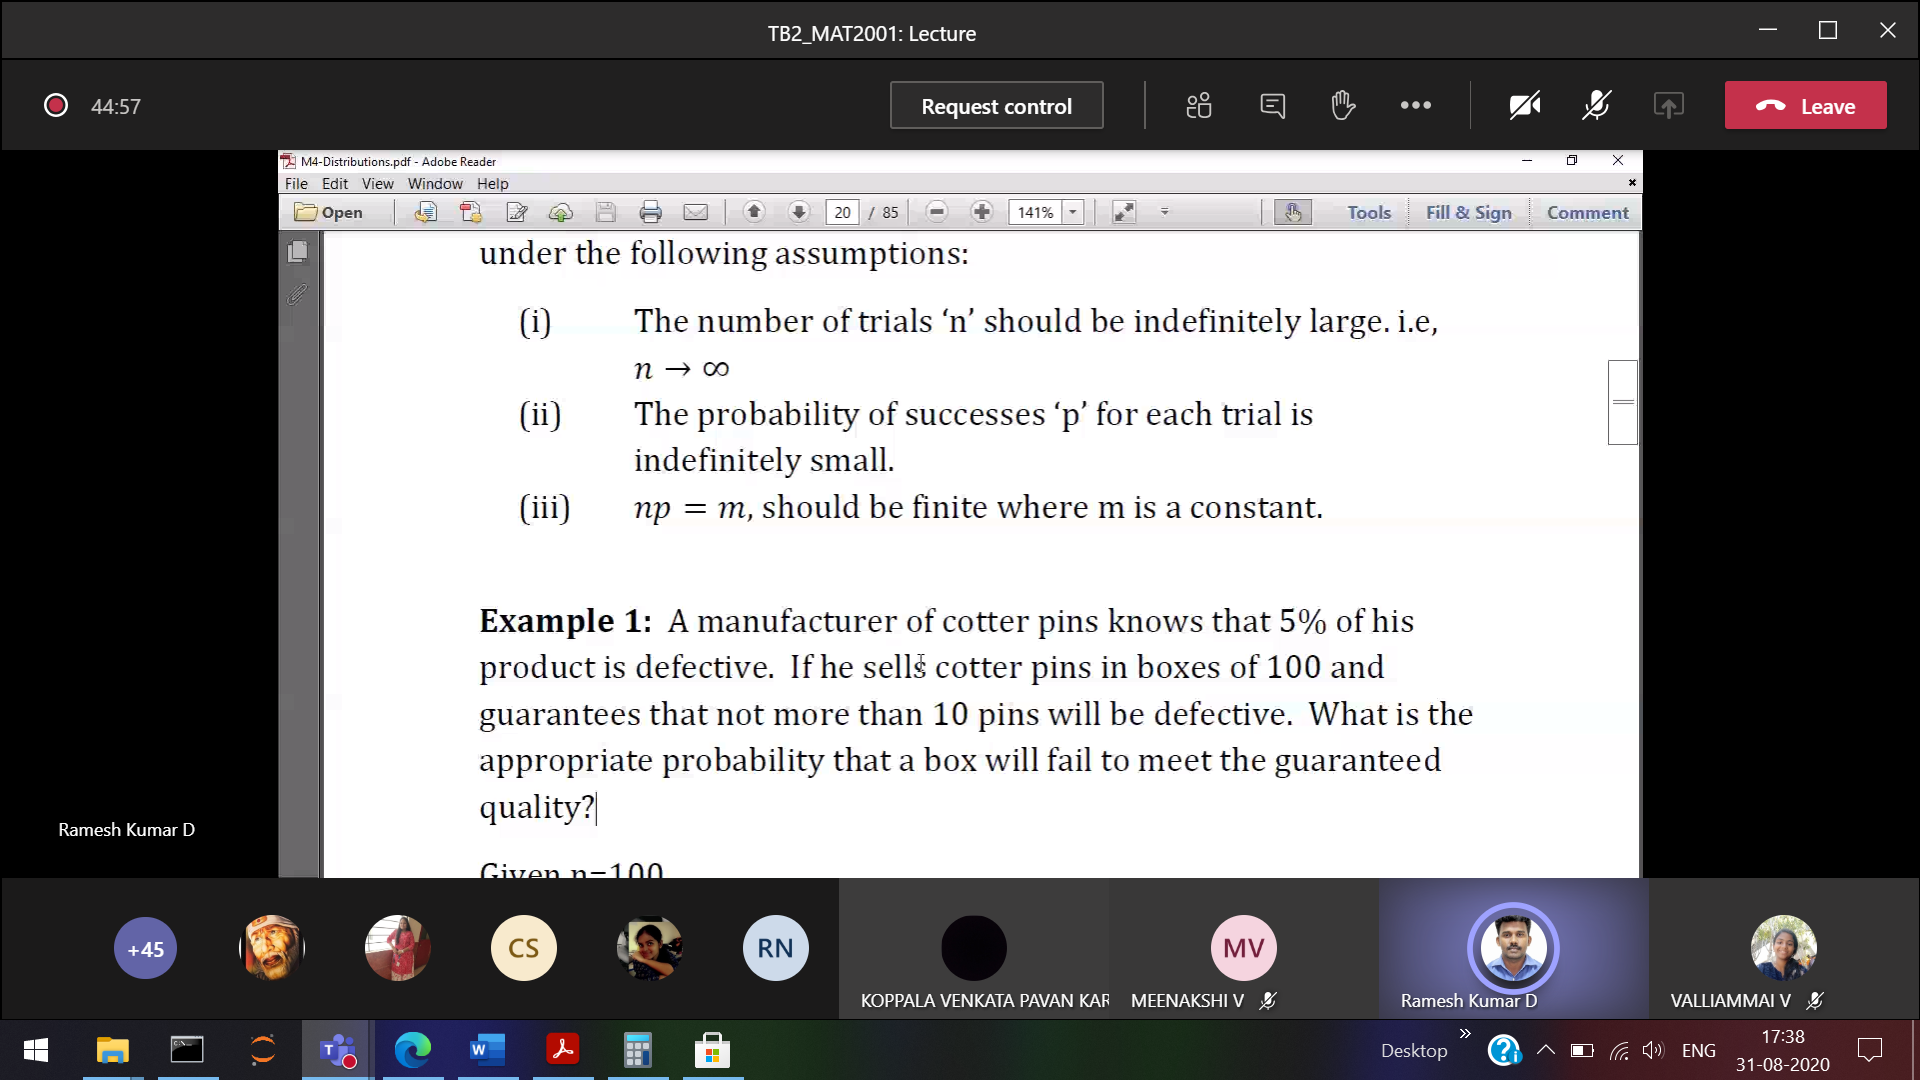 TB2_MAT2001: Lecture
44:57
Request control
Leave
M4-Distributions.pdf - Adobe Reader
File Edit View Window Help
Open
20 / 85
141%
Tools
Fill & Sign
Comment
under the following assumptions:
(i) The number of trials ‘n’ should be indefinitely large. i.e,
n → ∞
(ii) The probability of successes ‘p’ for each trial is
indefinitely small.
(iii) np = m, should be finite where m is a constant.
Example 1: A manufacturer of cotter pins knows that 5% of his
product is defective. If he sells cotter pins in boxes of 100 and
guarantees that not more than 10 pins will be defective. What is the
appropriate probability that a box will fail to meet the guaranteed
quality?
Given n=100
Ramesh Kumar D
+45
CS
RN
MV
KOPPALA VENKATA PAVAN KAR
MEENAKSHI V
Ramesh Kumar D
VALLIAMMAI V
Desktop
ENG
17:38
31-08-2020